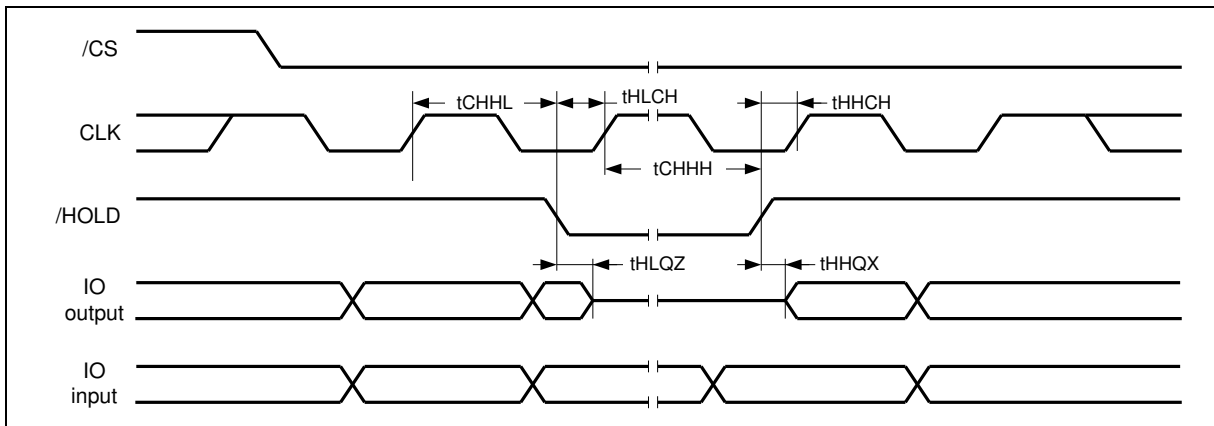 /CS
tCHHL
tHLCH
tHHCH
CLK
tCHHH
/HOLD
tHLQZ
tHHQX
IO
output
IO
input